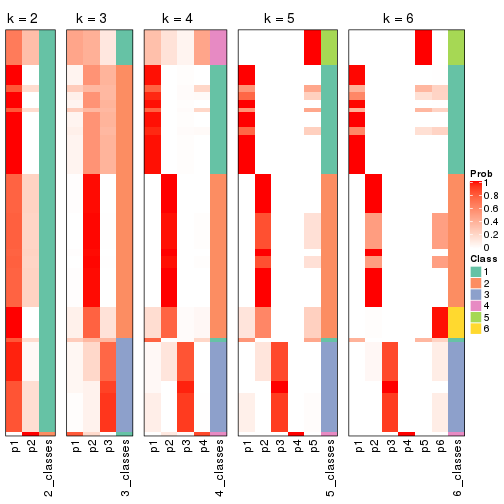 k = 2
k = 3
k = 4
k = 5
k = 6
Prob
1
0.8
0.6
0.4
0.2
0
Class
1
2
3
4
5
6
p1
p2
2_classes
p1
p2
p3
3_classes
p1
p2
p3
p4
4_classes
p1
p2
p3
p4
p5
5_classes
p1
p2
p3
p4
p5
p6
6_classes